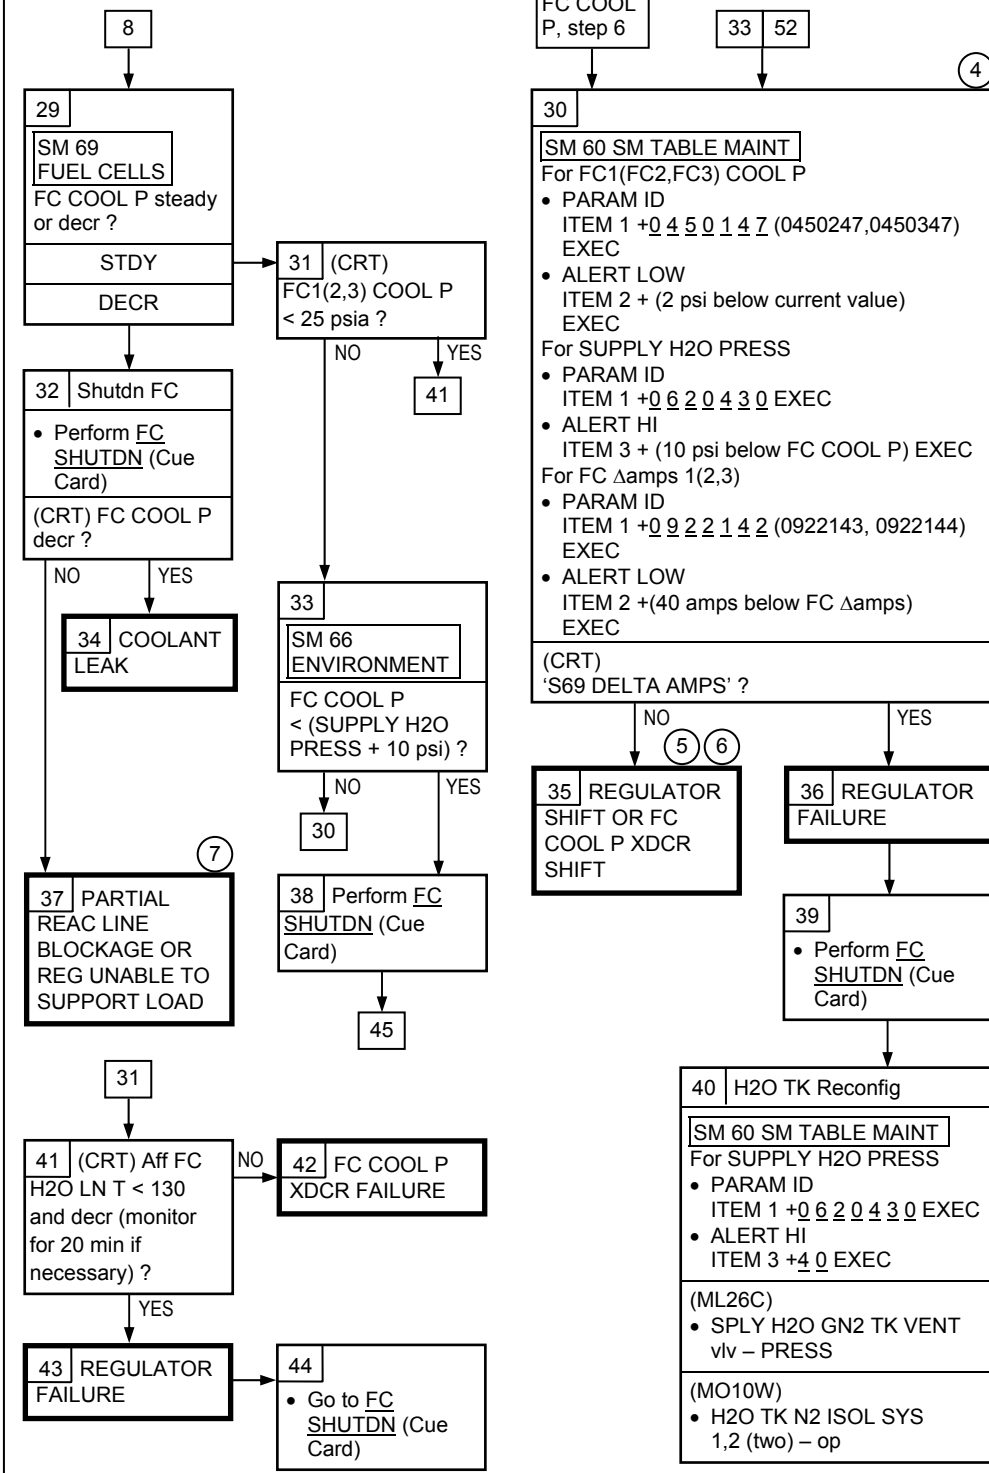 8
29
SM 69
FUEL CELLS
FC COOL P steady
or decr ?
STDY
DECR
31 (CRT)
FC1(2,3) COOL P
< 25 psia ?
NO
YES
41
32 Shutdn FC
• Perform FC
SHUTDN (Cue
Card)
(CRT) FC COOL P
decr ?
NO
YES
34 COOLANT
LEAK
33
SM 66
ENVIRONMENT
FC COOL P
< (SUPPLY H2O
PRESS + 10 psi) ?
NO
YES
30
7
37 PARTIAL
REAC LINE
BLOCKAGE OR
REG UNABLE TO
SUPPORT LOAD
38 Perform FC
SHUTDN (Cue
Card)
45
31
41 (CRT) Aff FC
H2O LN T < 130
and decr (monitor
for 20 min if
necessary) ?
NO
42 FC COOL P
XDCR FAILURE
YES
43 REGULATOR
FAILURE
44
• Go to FC
SHUTDN (Cue
Card)
FC COOL
P, step 6
33 52
4
30
SM 60 SM TABLE MAINT
For FC1(FC2,FC3) COOL P
• PARAM ID
ITEM 1 +0 4 5 0 1 4 7 (0450247,0450347)
EXEC
• ALERT LOW
ITEM 2 + (2 psi below current value)
EXEC
For SUPPLY H2O PRESS
• PARAM ID
ITEM 1 +0 6 2 0 4 3 0 EXEC
• ALERT HI
ITEM 3 + (10 psi below FC COOL P) EXEC
For FC ∆amps 1(2,3)
• PARAM ID
ITEM 1 +0 9 2 2 1 4 2 (0922143, 0922144)
EXEC
• ALERT LOW
ITEM 2 +(40 amps below FC ∆amps)
EXEC
(CRT)
‘S69 DELTA AMPS’ ?
NO
YES
5 6
35 REGULATOR
SHIFT OR FC
COOL P XDCR
SHIFT
36 REGULATOR
FAILURE
39
• Perform FC
SHUTDN (Cue
Card)
40 H2O TK Reconfig
SM 60 SM TABLE MAINT
For SUPPLY H2O PRESS
• PARAM ID
ITEM 1 +0 6 2 0 4 3 0 EXEC
• ALERT HI
ITEM 3 +4 0 EXEC
(ML26C)
• SPLY H2O GN2 TK VENT
vlv – PRESS
(MO10W)
• H2O TK N2 ISOL SYS
1,2 (two) – op